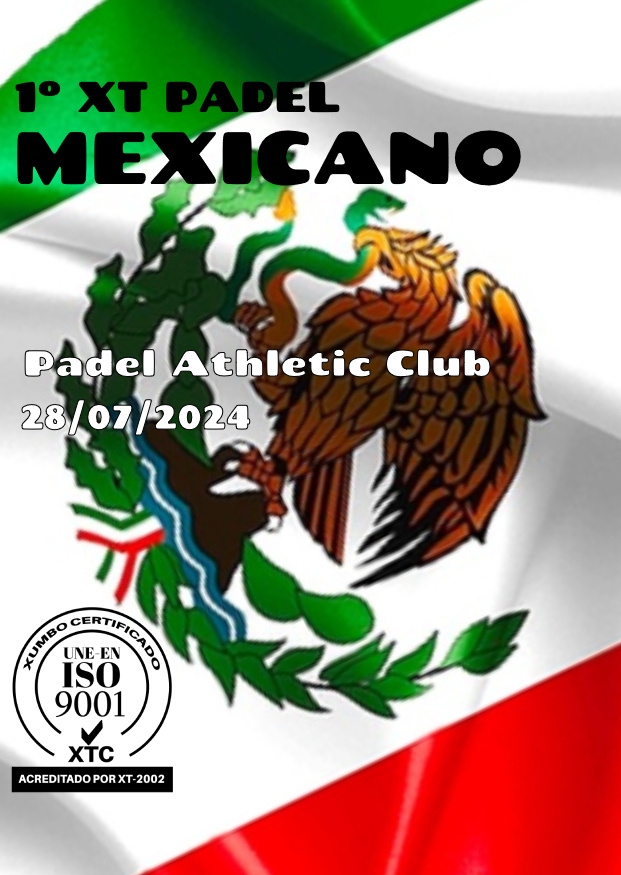 1º XT PADEL
MEXICANO
Padel Athletic Club
28/07/2024
XUMBO CERTIFICADO
UNE-EN
ISO
9001
XTC
ACREDITADO POR XT-2002